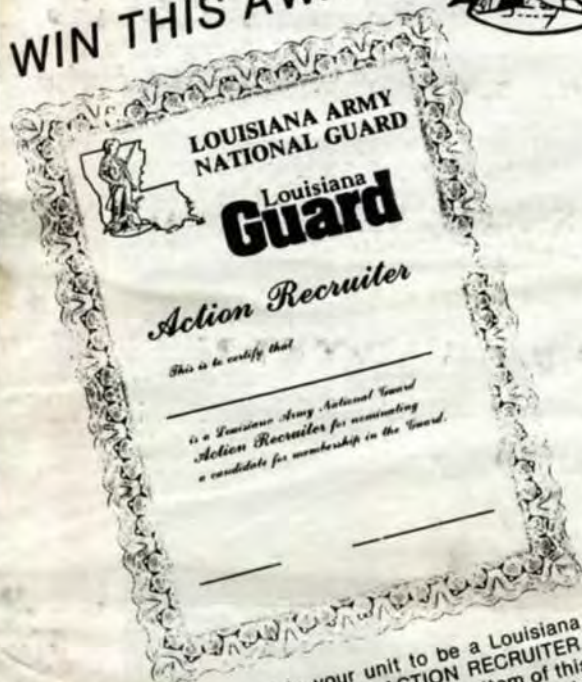 WIN THIS
LOUISIANA ARMY
NATIONAL GUARD
Louisiana
Guard
Action Recruiter
This is to certify that
is a Louisiana Army National Guard
Action Recruiter for nominating
a candidate for membership in the Guard.
your unit to be a Louisiana
ACTION RECRUITER.
of this